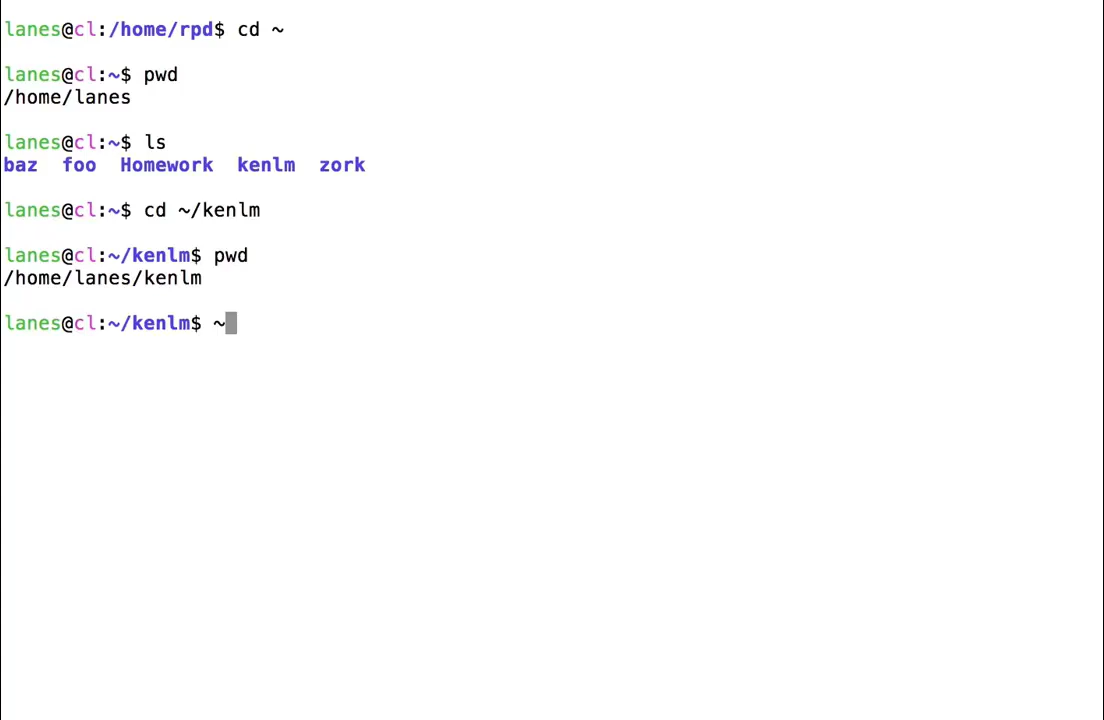 lanes@cl:/home/rpd$ cd ~
lanes@cl:~$ pwd
/home/lanes
lanes@cl:~$ ls
baz  foo  Homework  kenlm  zork
lanes@cl:~$ cd ~/kenlm
lanes@cl:~/kenlm$ pwd
/home/lanes/kenlm
lanes@cl:~/kenlm$ ~